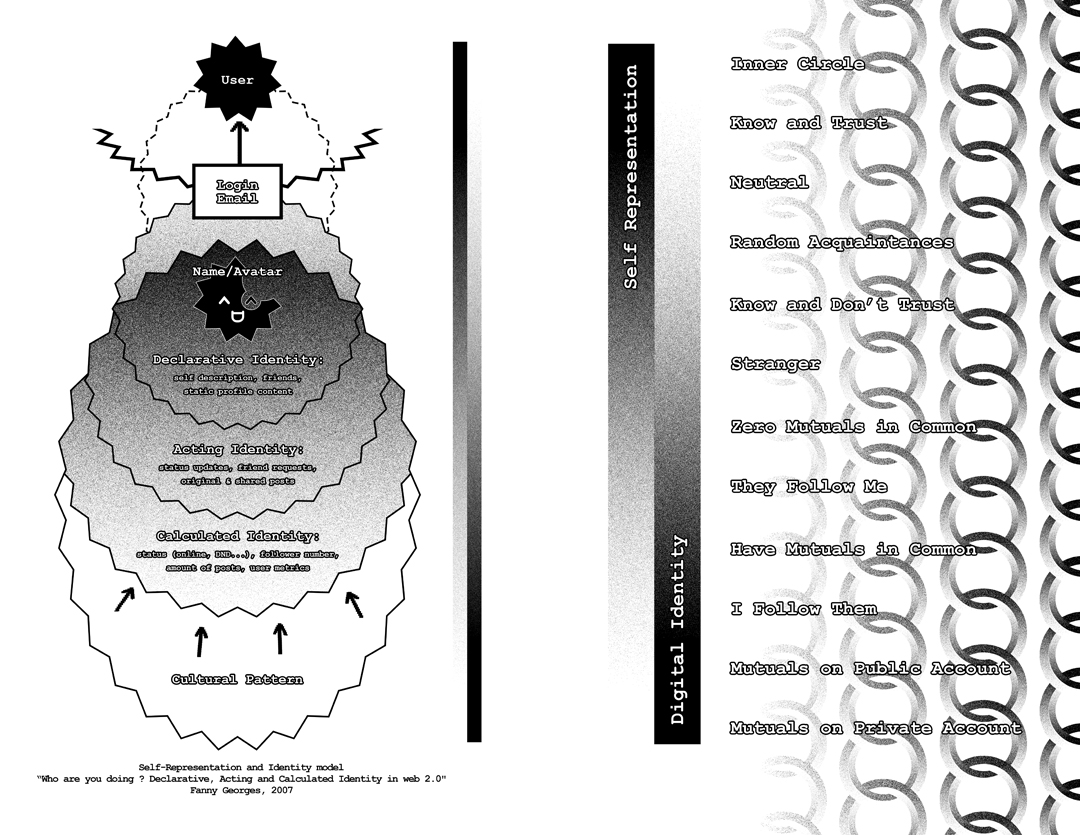 User
Login
Email
Name/Avatar
Declarative Identity:
self description, friends,
static profile content
Acting Identity:
status updates, friend requests,
original & shared posts
Calculated Identity:
status (online, DND...), follower number,
amount of posts, user metrics
Cultural Pattern
Self-Representation and Identity model
"Who are you doing ? Declarative, Acting and Calculated Identity in web 2.0"
Fanny Georges, 2007
Self Representation
Digital Identity
Inner Circle
Know and Trust
Neutral
Random Acquaintances
Know and Don't Trust
Stranger
Zero Mutuals in Common
They Follow Me
Have Mutuals in Common
I Follow Them
Mutuals on Public Account
Mutuals on Private Account